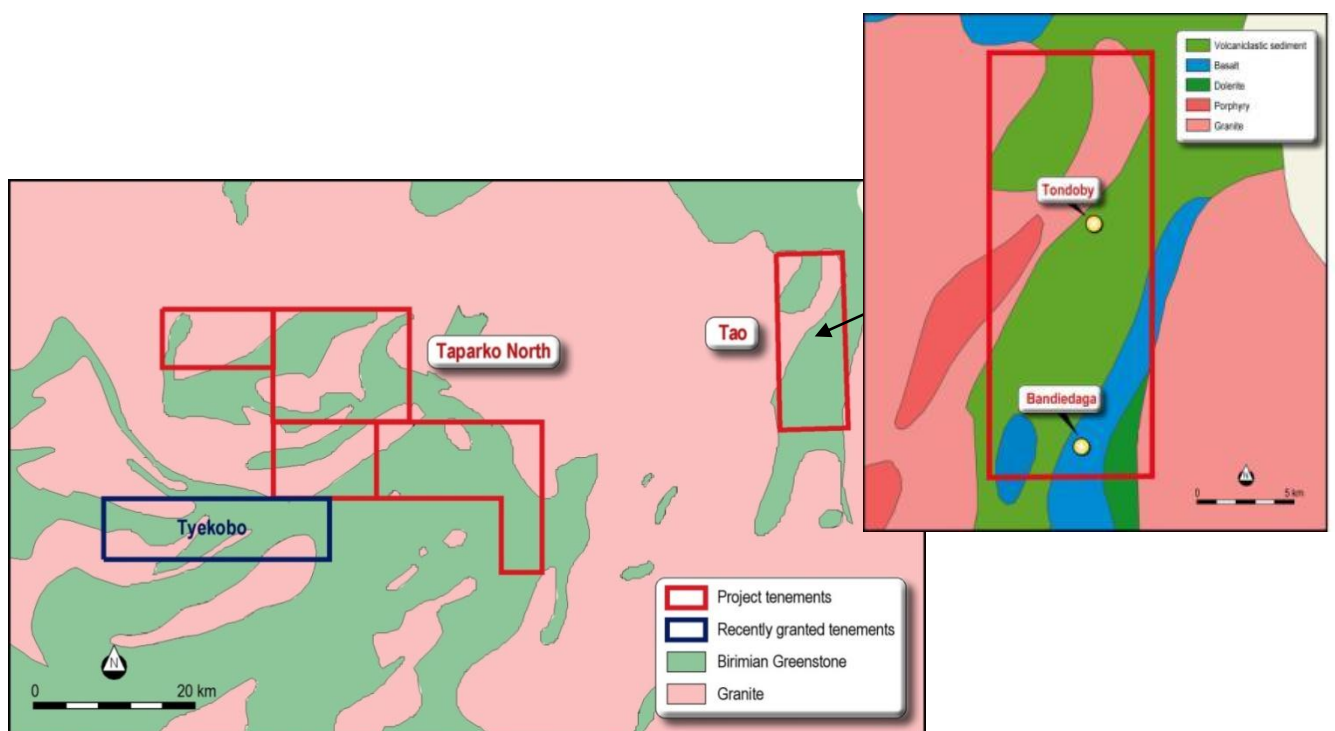 Taparko North
Tao
Tyekobo
N
0 20 km
Project tenements
Recently granted tenements
Birimian Greenstone
Granite
Volcaniclastic sediment
Basalt
Dolerite
Porphyry
Granite
Tondoby
Bandiedaga
0 5 km